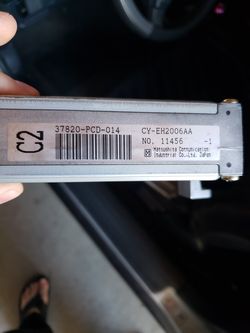 C2
37820-PCD-014
CY-EH2006AA
NO. 11456 -1
Matsushita Communication
Industrial Co., Ltd. Japan